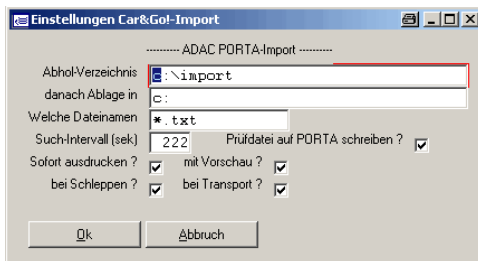 Einstellungen Car&Go!-Import
---------- ADAC PORTA-Import ----------
Abhol-Verzeichnis c:\import
danach Ablage in c:
Welche Dateinamen *.txt
Such-Intervall (sek) 222 Prüfdatei auf PORTA schreiben ?
Sofort ausdrucken ? mit Vorschau ?
bei Schleppen ? bei Transport ?
Ok Abbruch